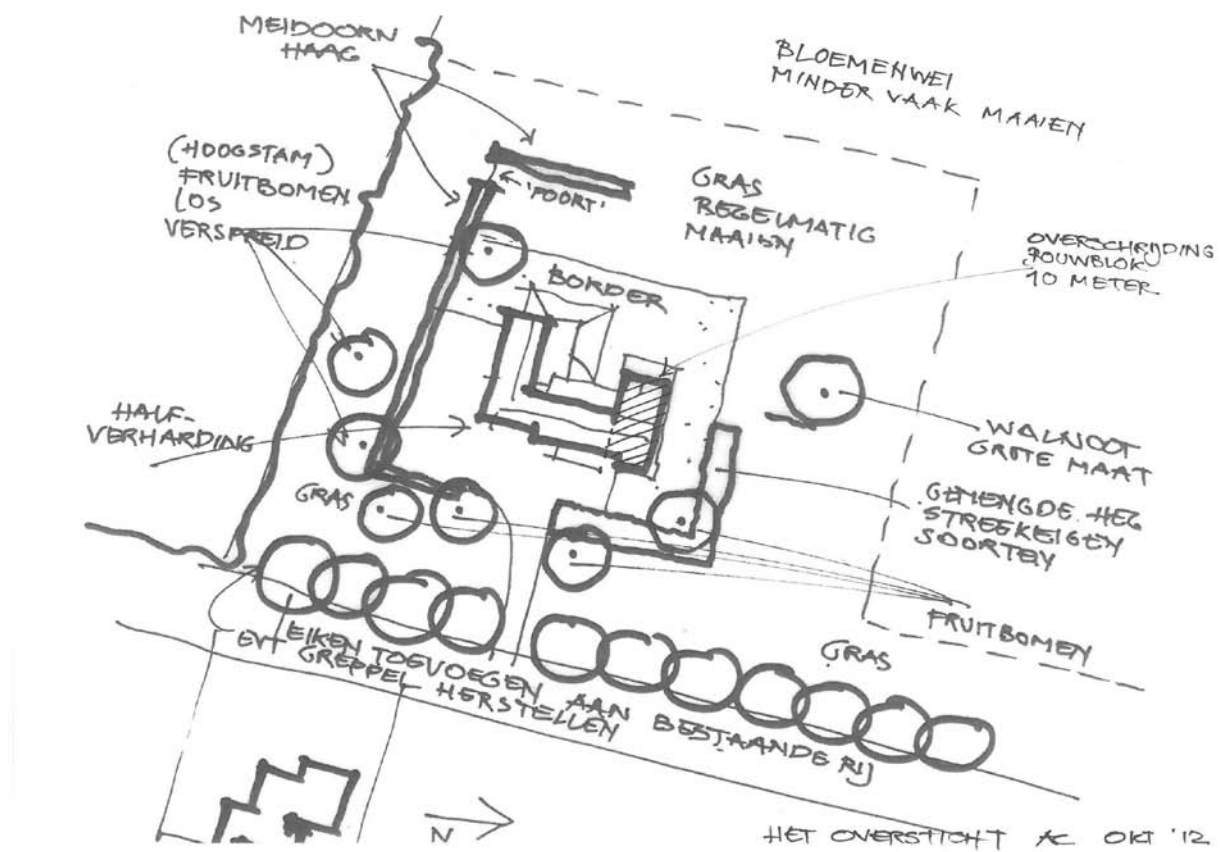 MEIDOORN
HAAG
BLOEMENWEI
MINDER VAAK MAAIEN
(HOOGSTAM)
FRUITBOMEN
LOS
VERSPREID
'POORT'
GRAS
REGELMATIG
MAAIEN
OVERSCHRIJDING
BOUWBLOK
10 METER
BORDER
HALF-
VERHARDING
WALNOOT
GROTE MAAT
GRAS
GEMENGDE HEG
STREEKEIGEN
SOORTEN
FRUITBOMEN
GRAS
EIKEN TOEVOEGEN AAN BESTAANDE RIJ
EVT GREPPEL HERSTELLEN
N
HET OVERSTICHT AC OKT '12